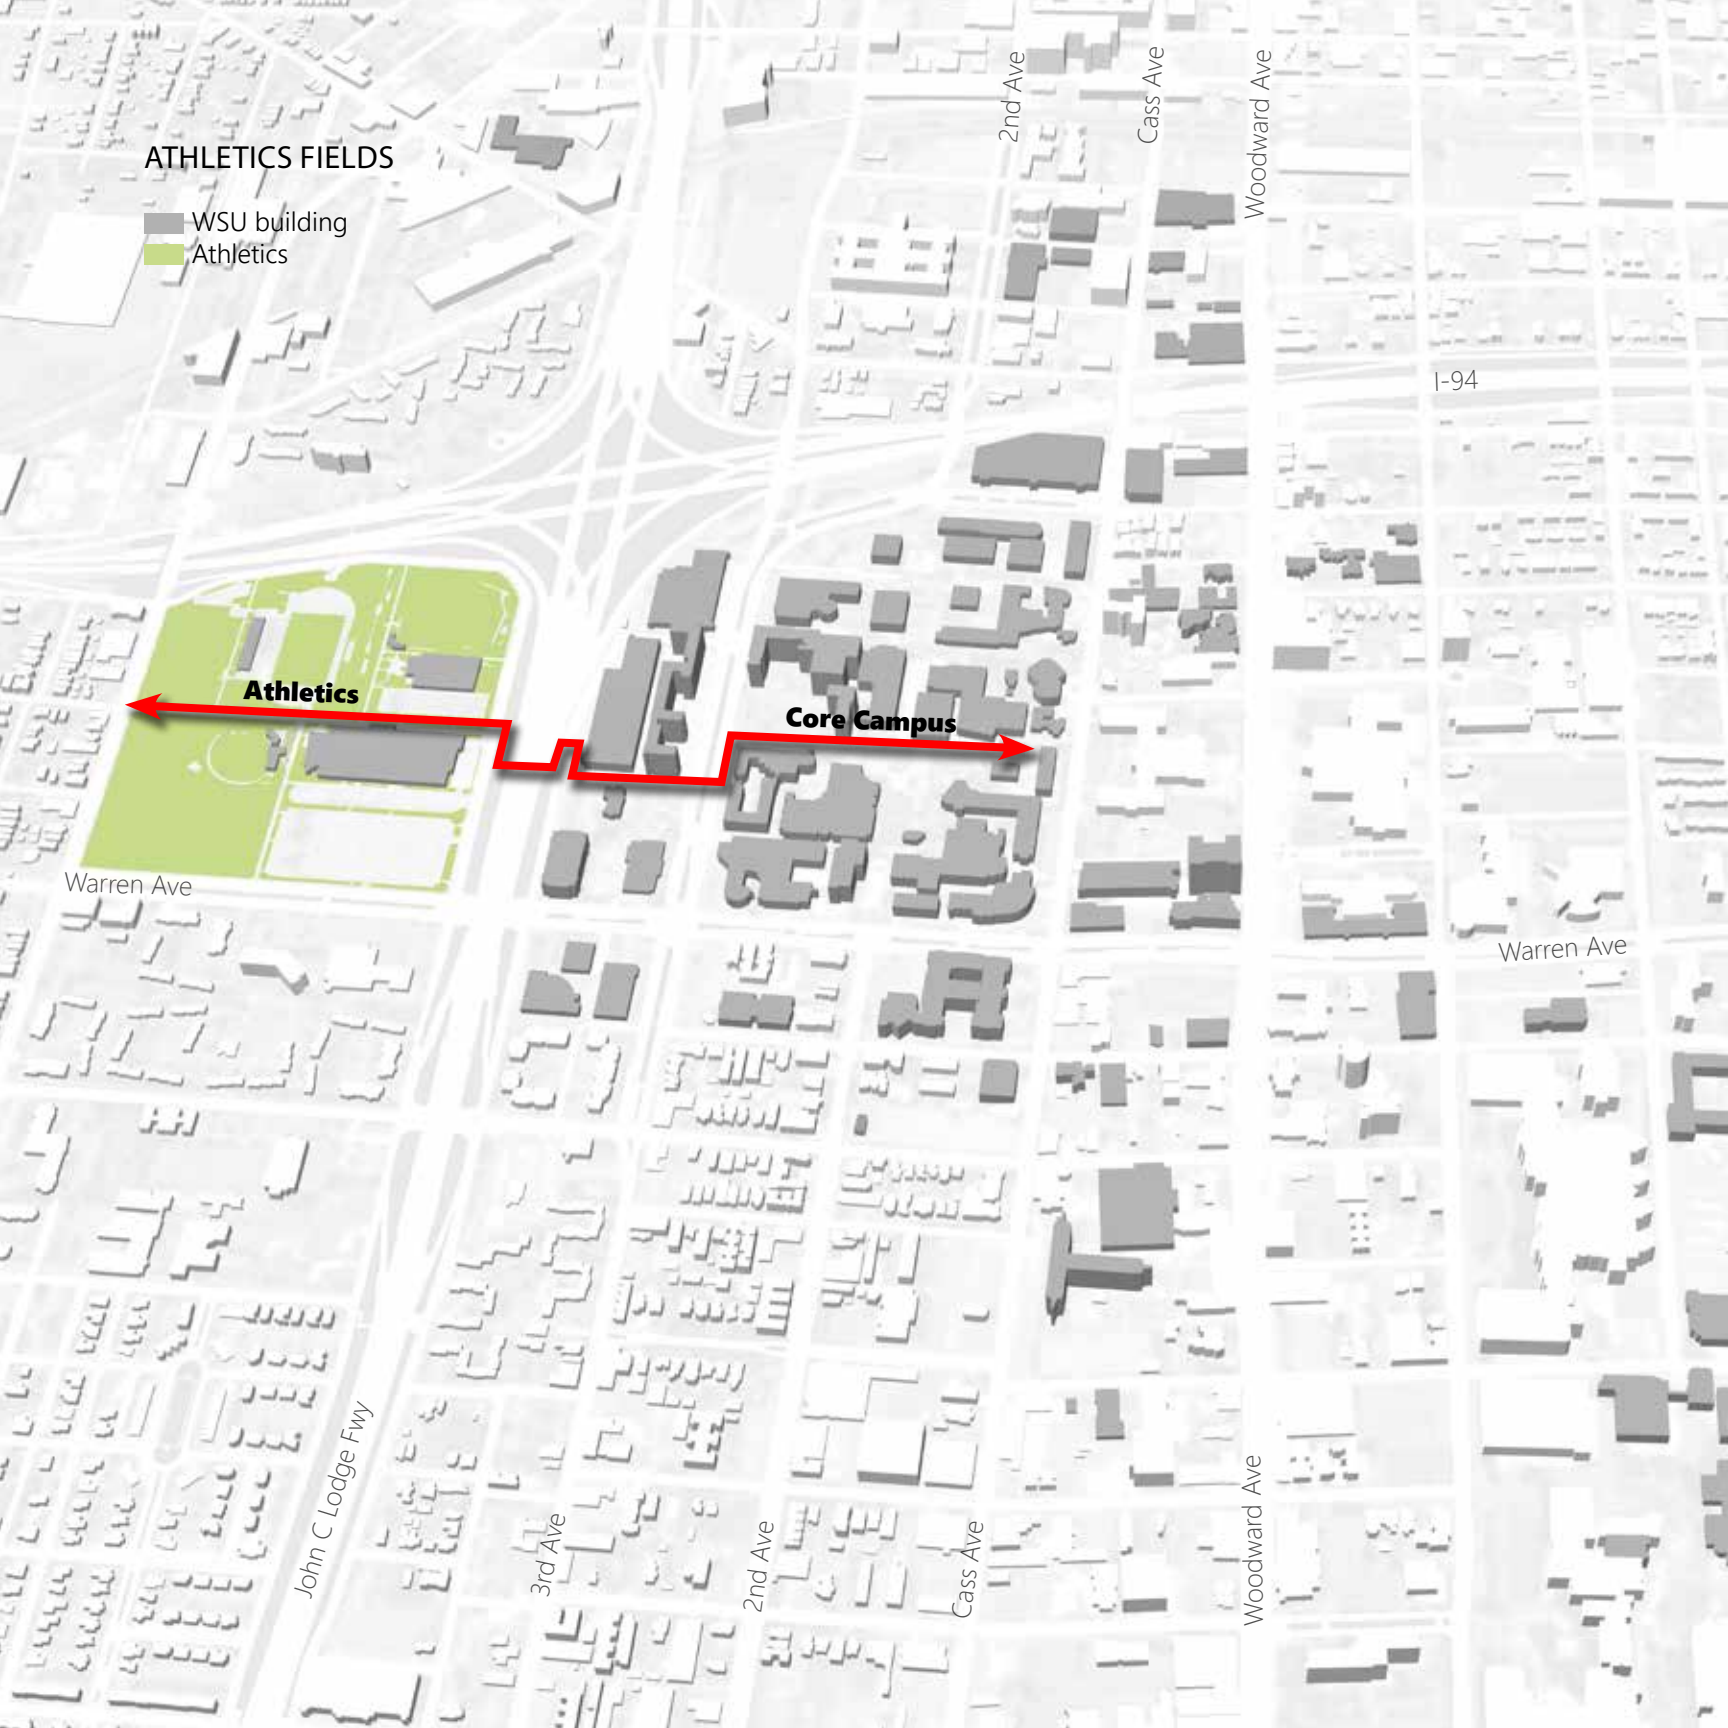 2nd Ave
Cass Ave
Woodward Ave
ATHLETICS FIELDS
WSU building
Athletics
I-94
Athletics
Core Campus
Warren Ave
Warren Ave
John C Lodge Fwy
3rd Ave
2nd Ave
Cass Ave
Woodward Ave